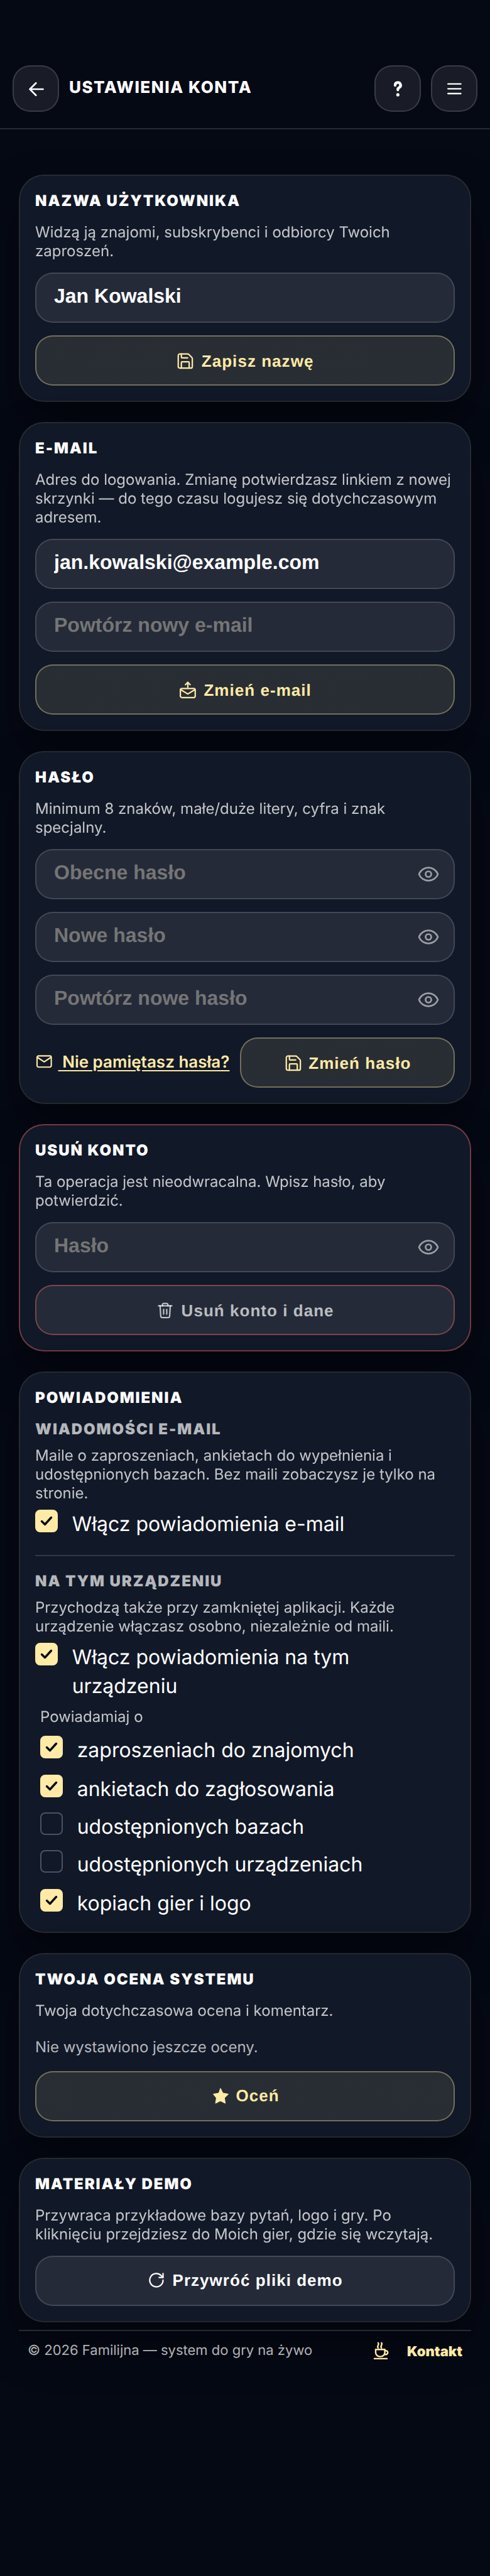 USTAWIENIA KONTA
?
NAZWA UŻYTKOWNIKA
Widzą ją znajomi, subskrybenci i odbiorcy Twoich
zaproszeń.
Jan Kowalski
Zapisz nazwę
E-MAIL
Adres do logowania. Zmianę potwierdzasz linkiem z nowej
skrzynki — do tego czasu logujesz się dotychczasowym
adresem.
jan.kowalski@example.com
Powtórz nowy e-mail
Zmień e-mail
HASŁO
Minimum 8 znaków, małe/duże litery, cyfra i znak
specjalny.
Obecne hasło
Nowe hasło
Powtórz nowe hasło
Nie pamiętasz hasła?
Zmień hasło
USUŃ KONTO
Ta operacja jest nieodwracalna. Wpisz hasło, aby
potwierdzić.
Hasło
Usuń konto i dane
POWIADOMIENIA
WIADOMOŚCI E-MAIL
Maile o zaproszeniach, ankietach do wypełnienia i
udostępnionych bazach. Bez maili zobaczysz je tylko na
stronie.
Włącz powiadomienia e-mail
NA TYM URZĄDZENIU
Przychodzą także przy zamkniętej aplikacji. Każde
urządzenie włączasz osobno, niezależnie od maili.
Włącz powiadomienia na tym
urządzeniu
Powiadamiaj o
zaproszeniach do znajomych
ankietach do zagłosowania
udostępnionych bazach
udostępnionych urządzeniach
kopiach gier i logo
TWOJA OCENA SYSTEMU
Twoja dotychczasowa ocena i komentarz.
Nie wystawiono jeszcze oceny.
Oceń
MATERIAŁY DEMO
Przywraca przykładowe bazy pytań, logo i gry. Po
kliknięciu przejdziesz do Moich gier, gdzie się wczytają.
Przywróć pliki demo
© 2026 Familijna — system do gry na żywo
Kontakt